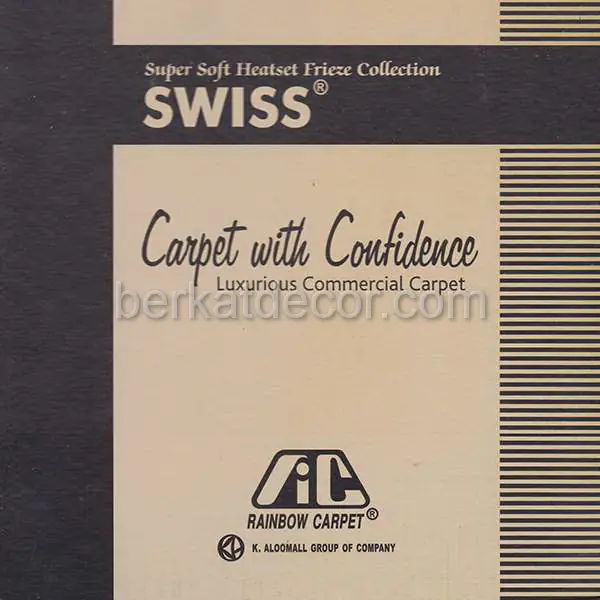 Super Soft Heatset Frieze Collection
SWISS®
Carpet with Confidence
Luxurious Commercial Carpet
berkatdecor.com
RIC
RAINBOW CARPET®
K. ALOOMALL GROUP OF COMPANY